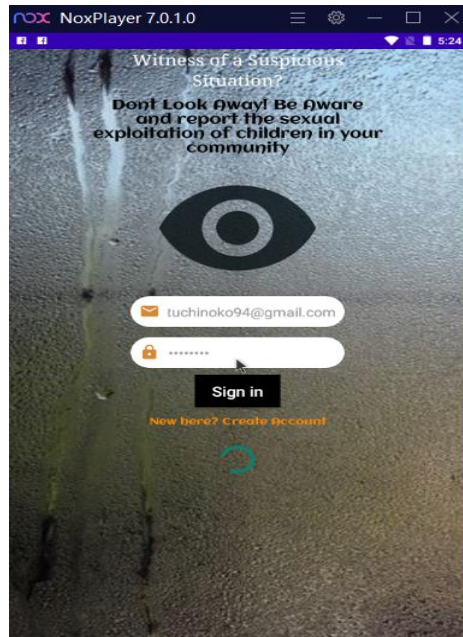 nox NoxPlayer 7.0.1.0
5:24
Witness of a Suspicious
Situation?
Dont Look Away! Be Aware
and report the sexual
exploitation of children in your
community
tuchinoko94@gmail.com
••••••••
Sign in
New here? Create Account